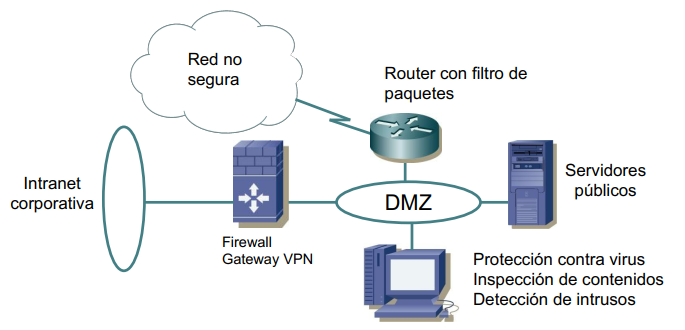 Red no
segura
Router con filtro de
paquetes
Intranet
corporativa
Firewall
Gateway VPN
DMZ
Servidores
públicos
Protección contra virus
Inspección de contenidos
Detección de intrusos